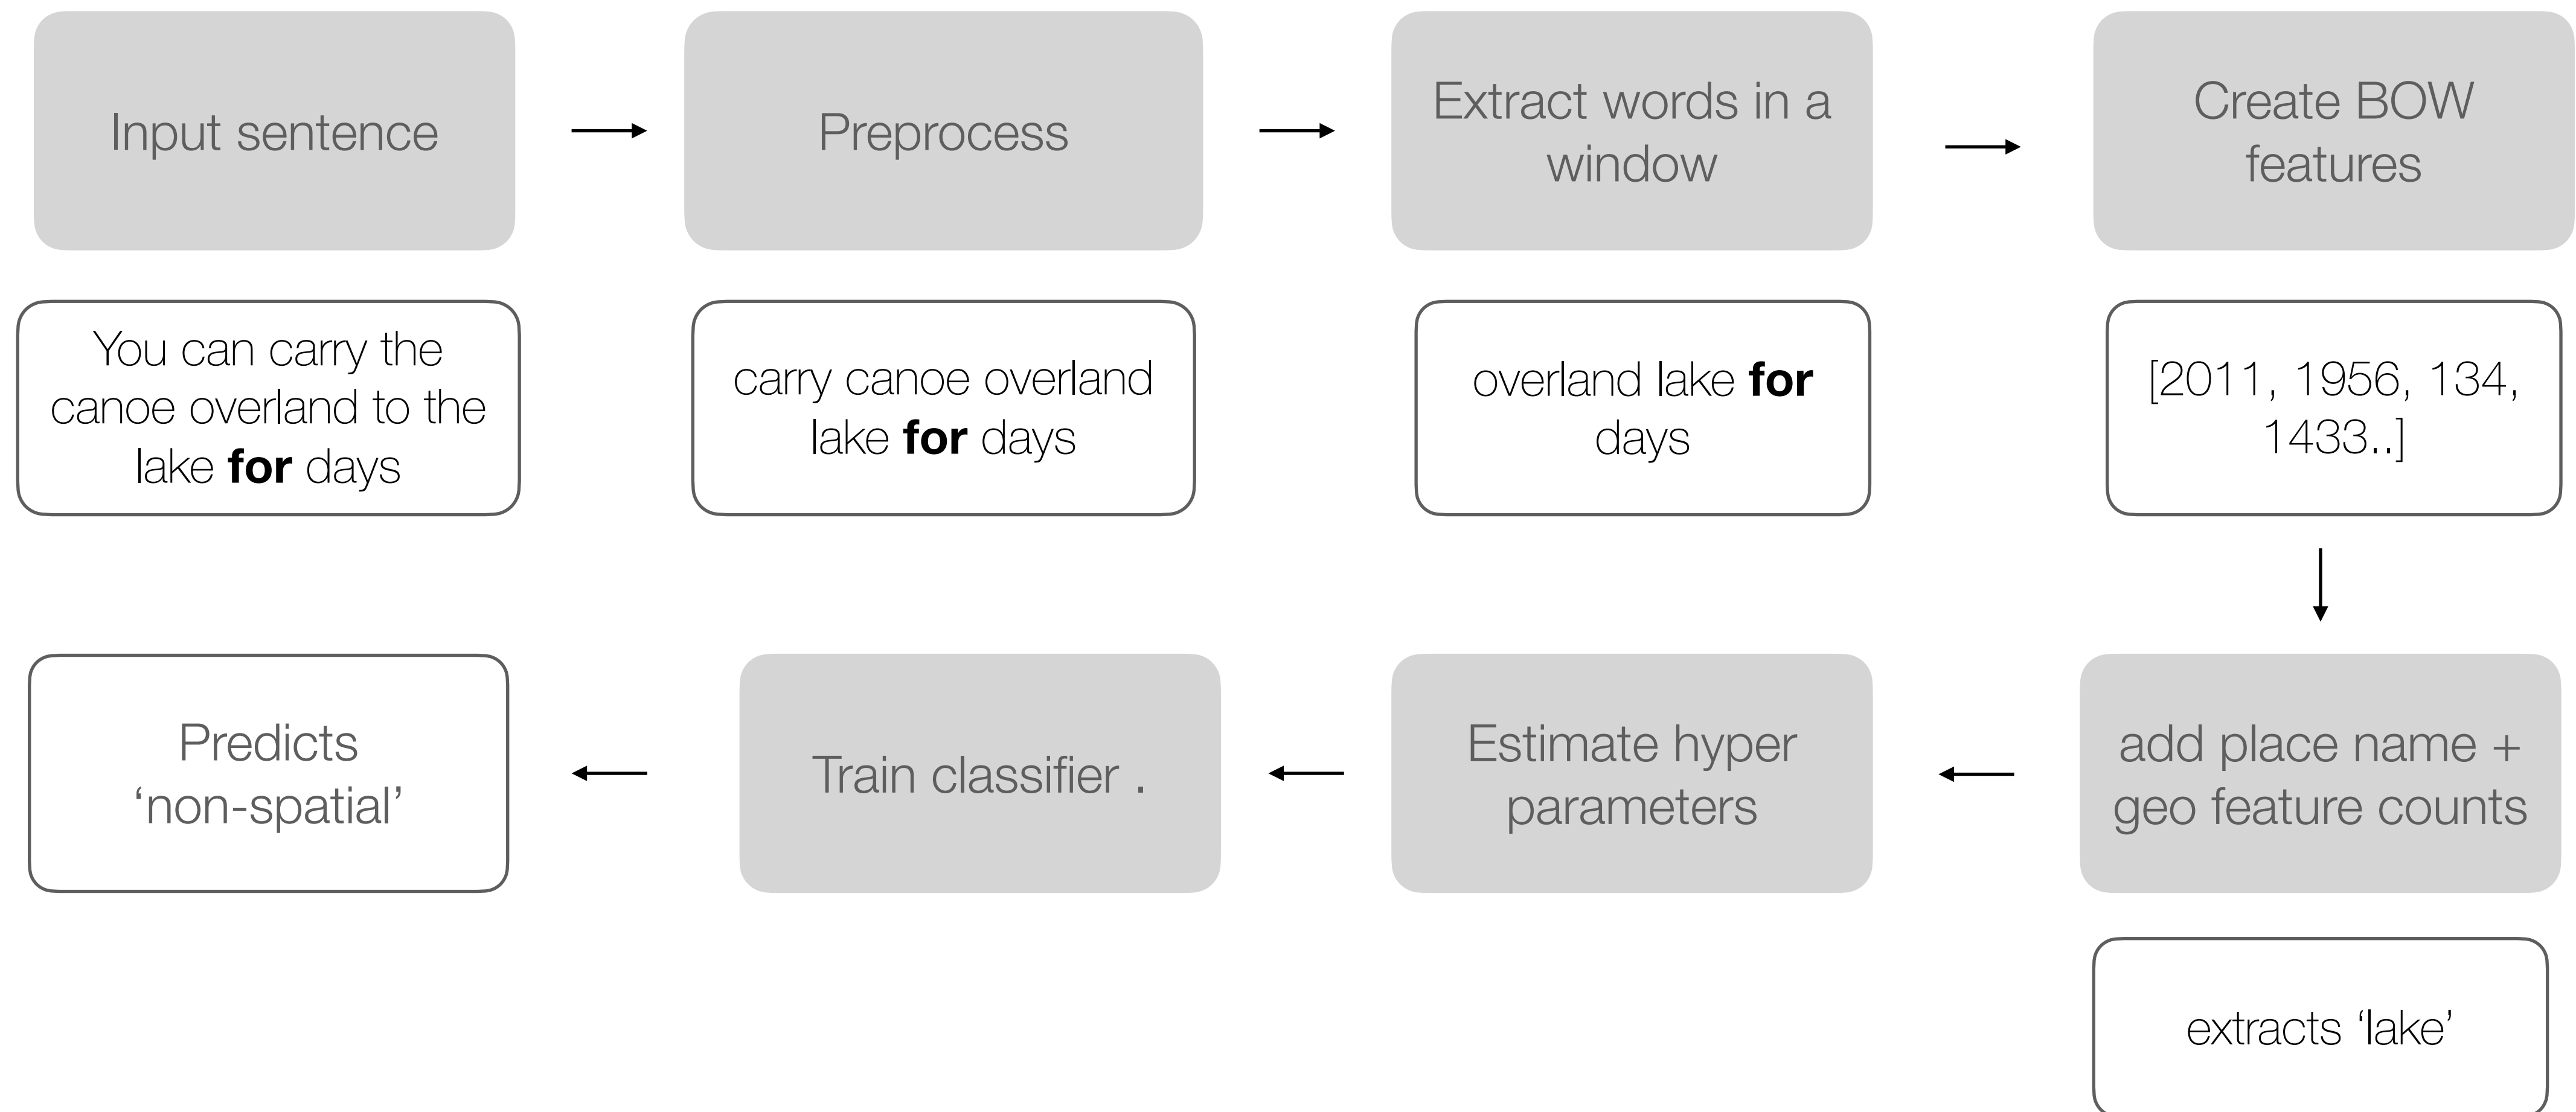 Input sentence
Preprocess
Extract words in a
window
Create BOW
features
You can carry the
canoe overland to the
lake for days
carry canoe overland
lake for days
overland lake for
days
[2011, 1956, 134,
1433..]
add place name +
geo feature counts
extracts ‘lake’
Estimate hyper
parameters
Train classifier .
Predicts
‘non-spatial’